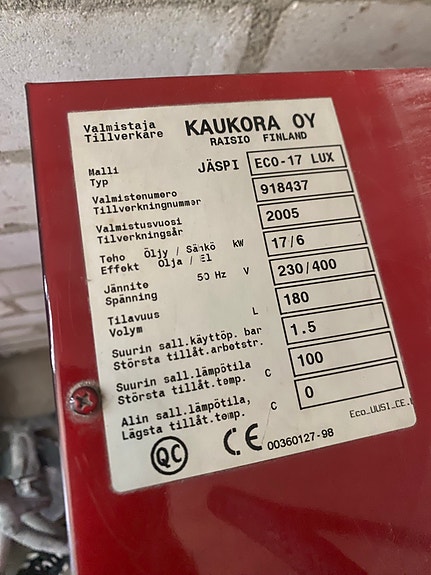 Valmistaja KAUKORA OY
Tillverkare RAISIO FINLAND
Malli JÄSPI ECO-17 LUX
Typ
Valmistenumero 918437
Tillverkningnummer
Valmistusvuosi 2005
Tilverkningsår
Teho Öljy / Sähkö kW 17/6
Effekt Olja / El
Jännite 50 Hz V 230/400
Spänning
Tilavuus L 180
Volym
Suurin sall.käyttöp. bar 1.5
Största tillåt.arbetstr.
Suurin sall.lämpötila C 100
Största tillåt.temp.
Alin sall.lämpötila, C 0
Lägsta tillåt.temp.
QC CE 00360127-98 Eco_UUSI_CE.